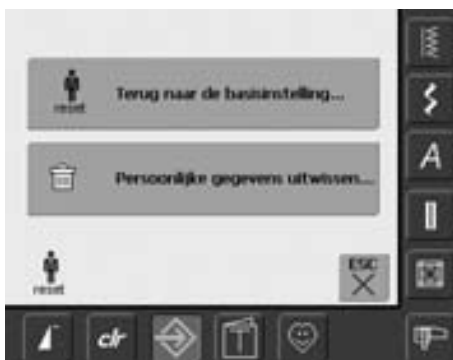 reset
Terug naar de basisinstelling...
Persoonlijke gegevens uitwissen...
reset
ESC
A
clr